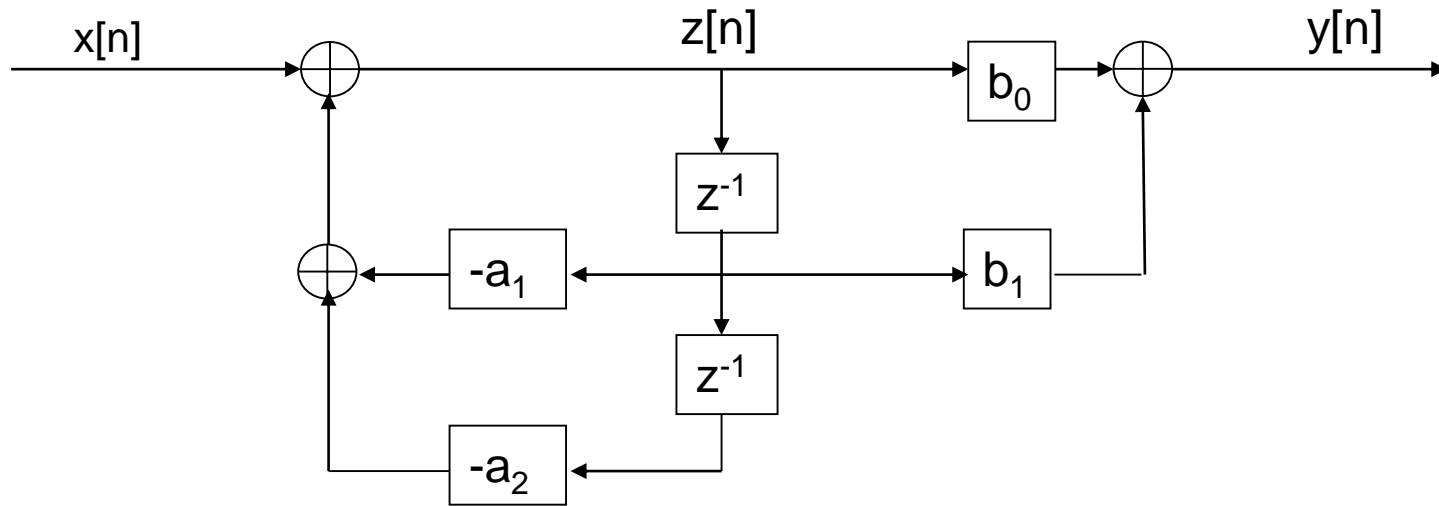 x[n] z[n] y[n]
b₀
z⁻¹
-a₁ b₁
z⁻¹
-a₂